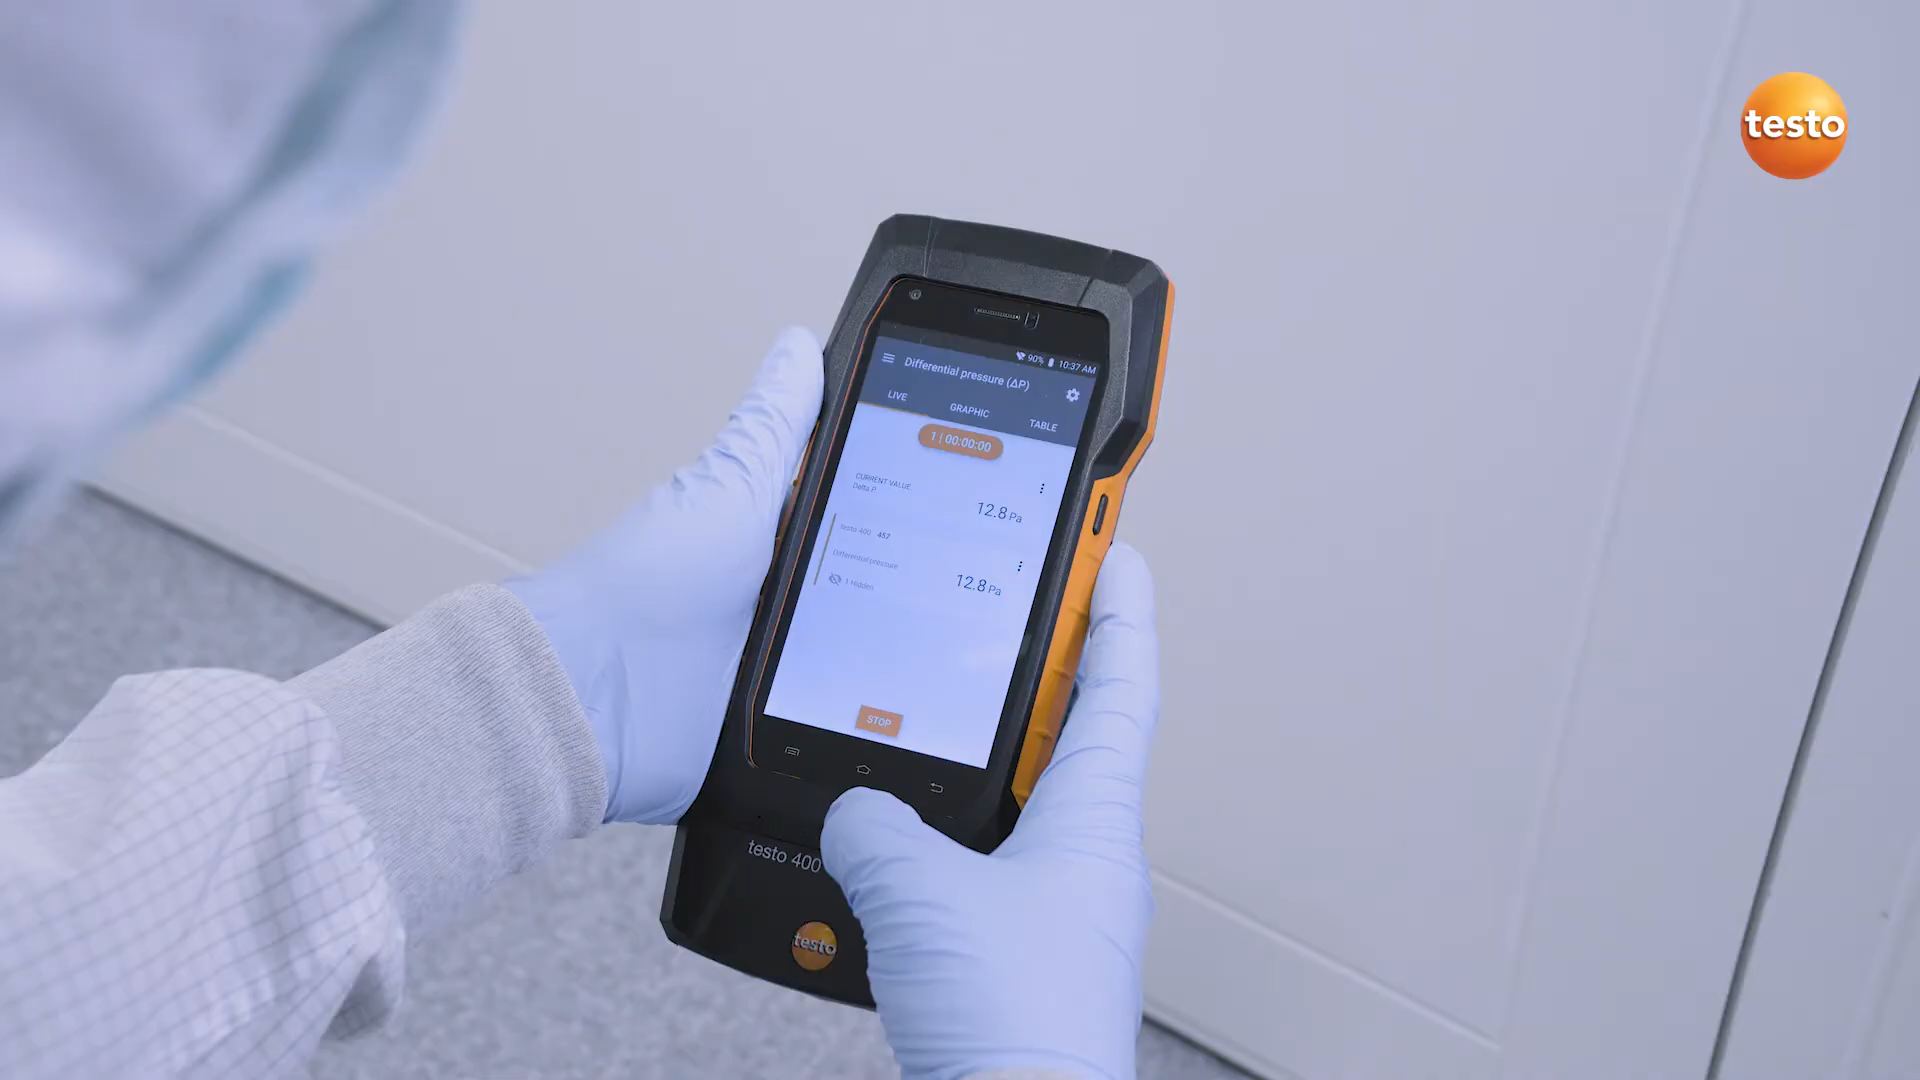 testo
90% 10:37 AM
Differential pressure (ΔP)
LIVE GRAPHIC TABLE
1 | 00:00:00
CURRENT VALUE
Delta P
12.8 Pa
testo 400 457
Differential pressure
12.8 Pa
1 Hidden
STOP
testo 400
testo